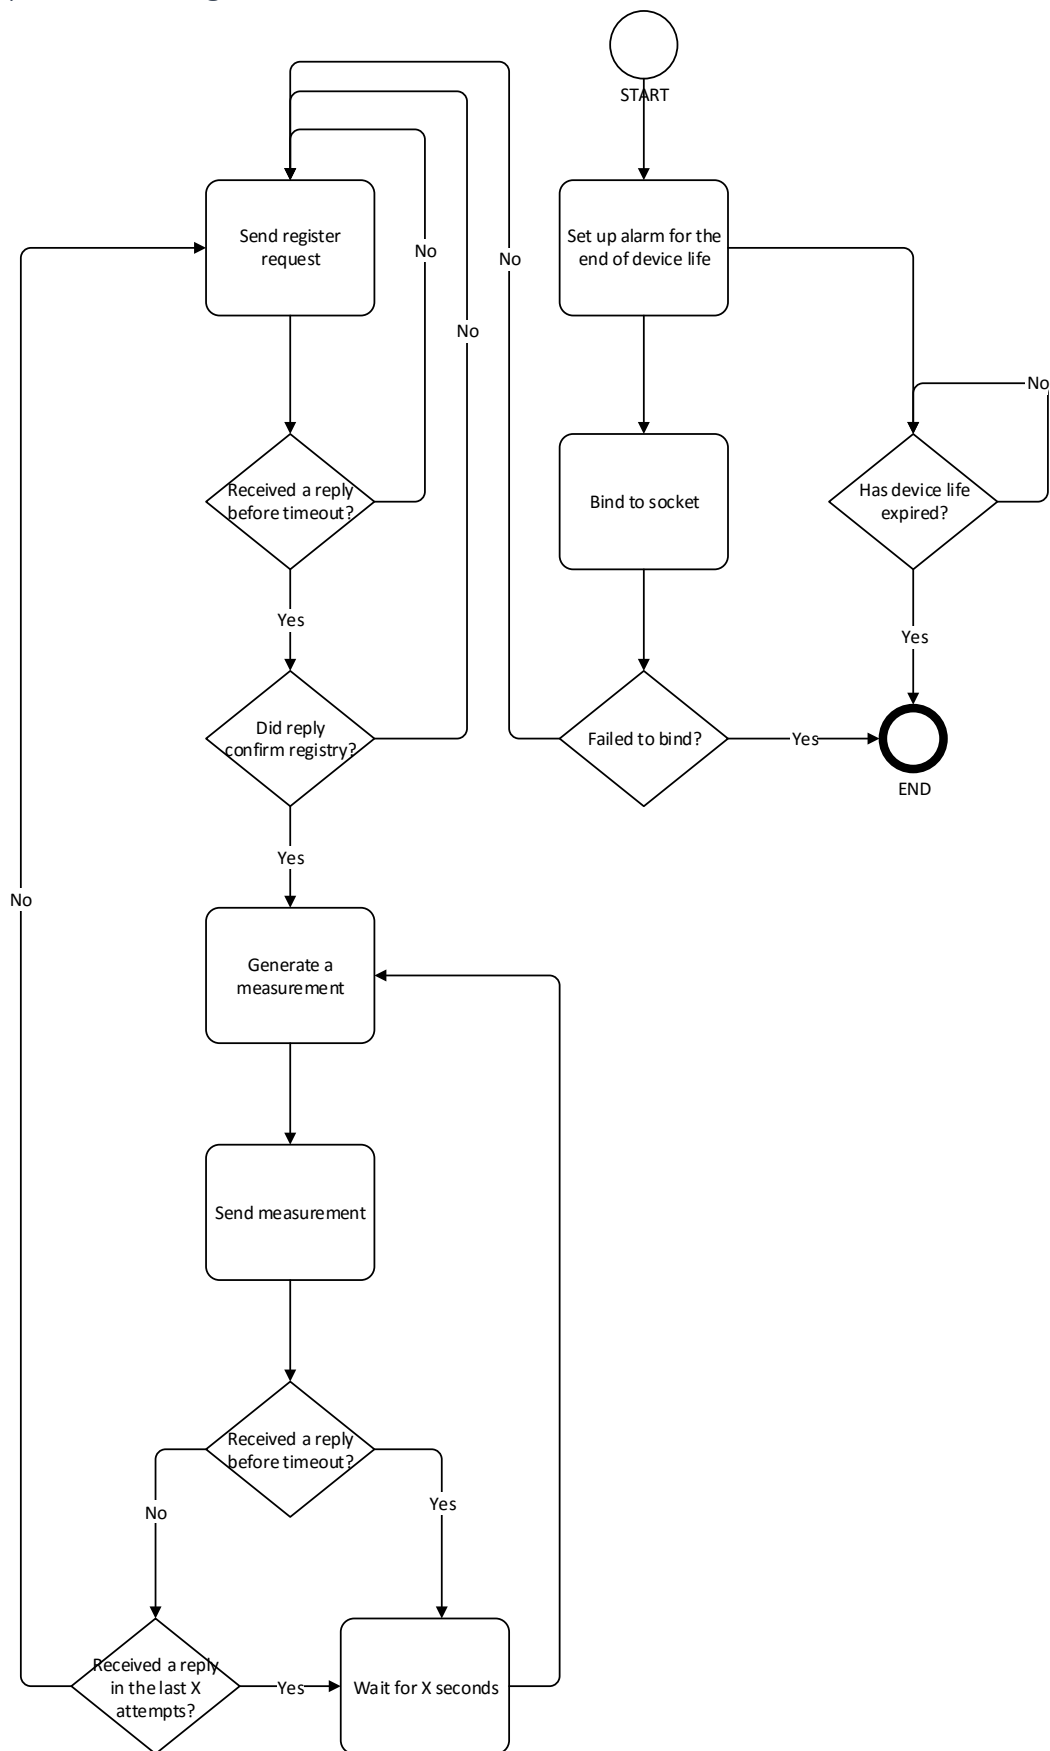 START
Send register
request
Set up alarm for the
end of device life
No
No
No
No
Received a reply
before timeout?
Bind to socket
Has device life
expired?
Yes
Yes
Did reply
confirm registry?
Failed to bind?
Yes
END
Yes
No
Generate a
measurement
Send measurement
Received a reply
before timeout?
No
Yes
Received a reply
in the last X
attempts?
Yes
Wait for X seconds